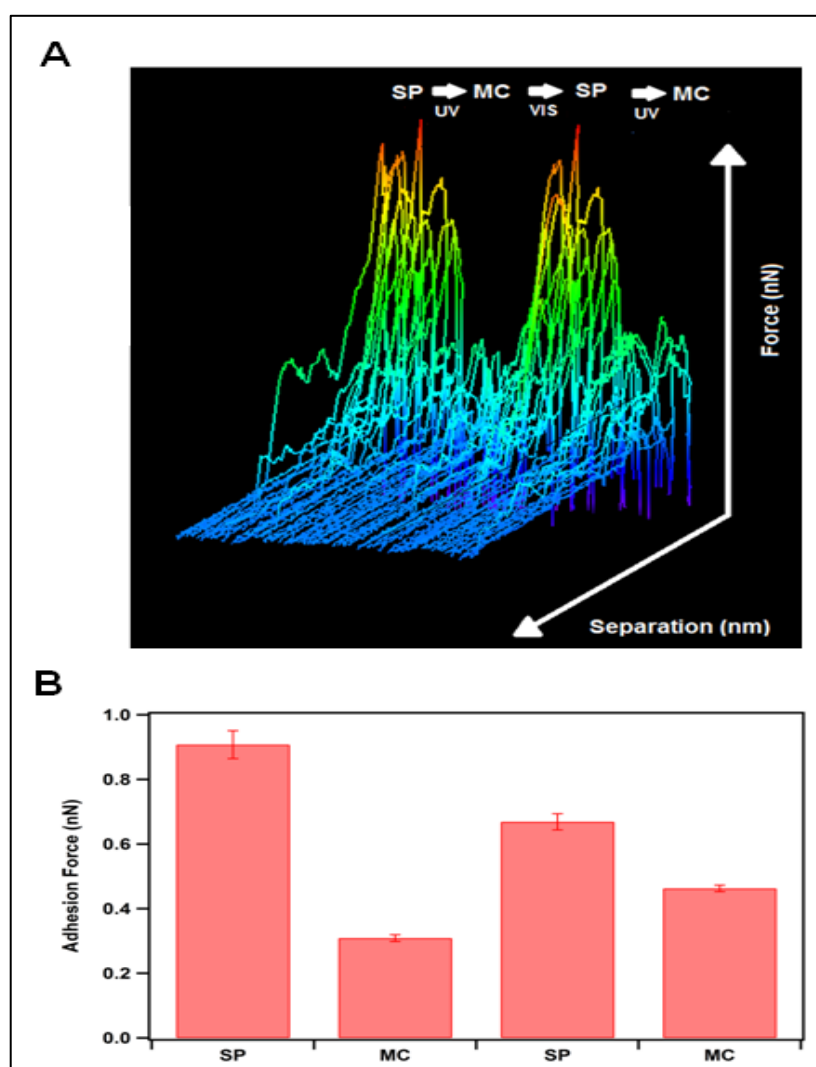 A
SP ➡ MC ➡ SP ➡ MC
UV VIS UV
Force (nN)
Separation (nm)
B
Adhesion Force (nN)
1.0
0.8
0.6
0.4
0.2
0.0
SP MC SP MC